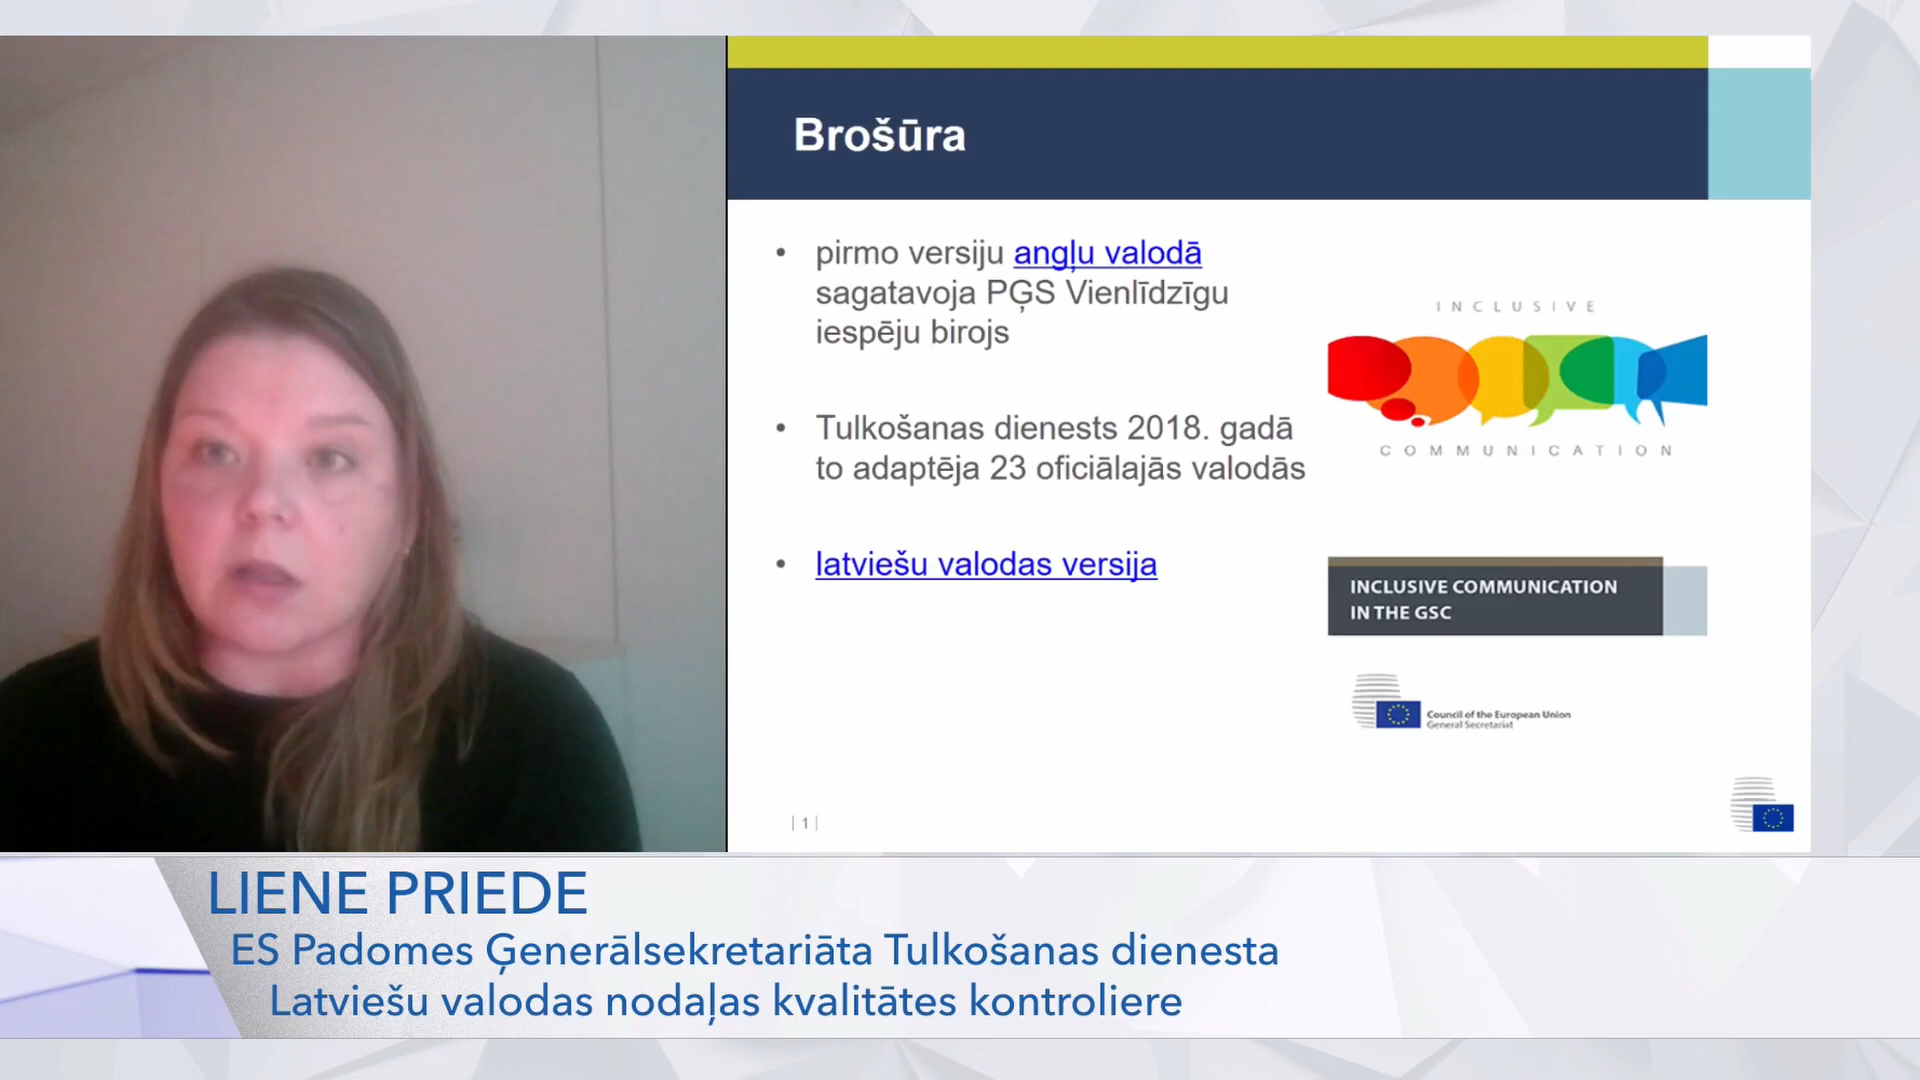 Brošūra
• pirmo versiju angļu valodā
sagatavoja PĢS Vienlīdzīgu
iespēju birojs
• Tulkošanas dienests 2018. gadā
to adaptēja 23 oficiālajās valodās
• latviešu valodas versija
INCLUSIVE
COMMUNICATION
INCLUSIVE COMMUNICATION
IN THE GSC
Council of the European Union
General Secretariat
| 1 |
LIENE PRIEDE
ES Padomes Ģenerālsekretariāta Tulkošanas dienesta
Latviešu valodas nodaļas kvalitātes kontroliere